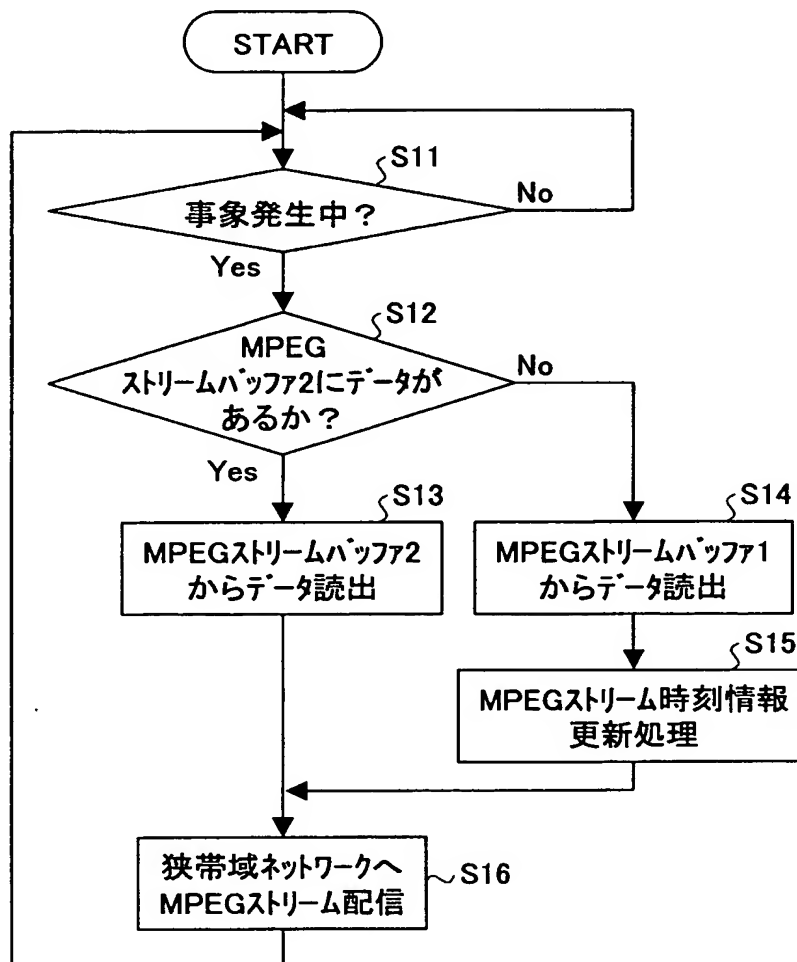 START
S11
事象発生中？
No
Yes
S12
MPEG
ストリームバッファ2にデータが
あるか？
No
Yes
S13
MPEGストリームバッファ2
からデータ読出
S14
MPEGストリームバッファ1
からデータ読出
S15
MPEGストリーム時刻情報
更新処理
狭帯域ネットワークへ
MPEGストリーム配信
S16